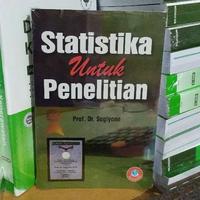 Statistika
Untuk
Penelitian
Prof. Dr. Sugiyono